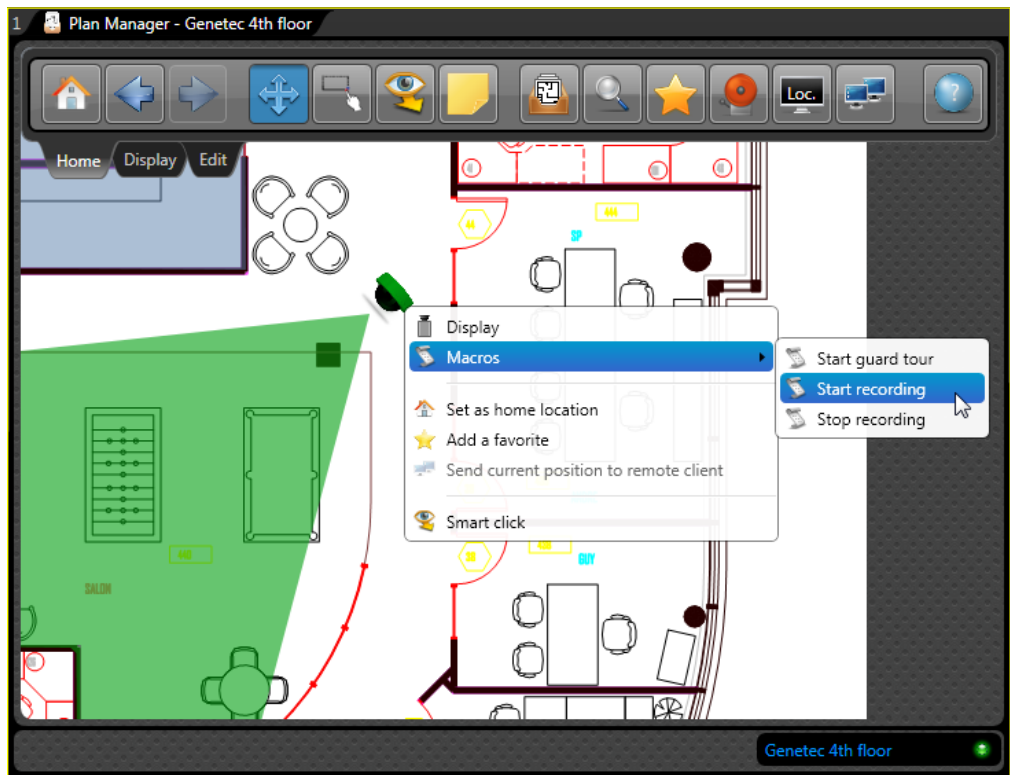 1 Plan Manager - Genetec 4th floor
Loc.
?
Home Display Edit
44
444
SP
Display
Macros
Start guard tour
Start recording
Stop recording
Set as home location
Add a favorite
Send current position to remote client
Smart click
GUY
SALON
Genetec 4th floor